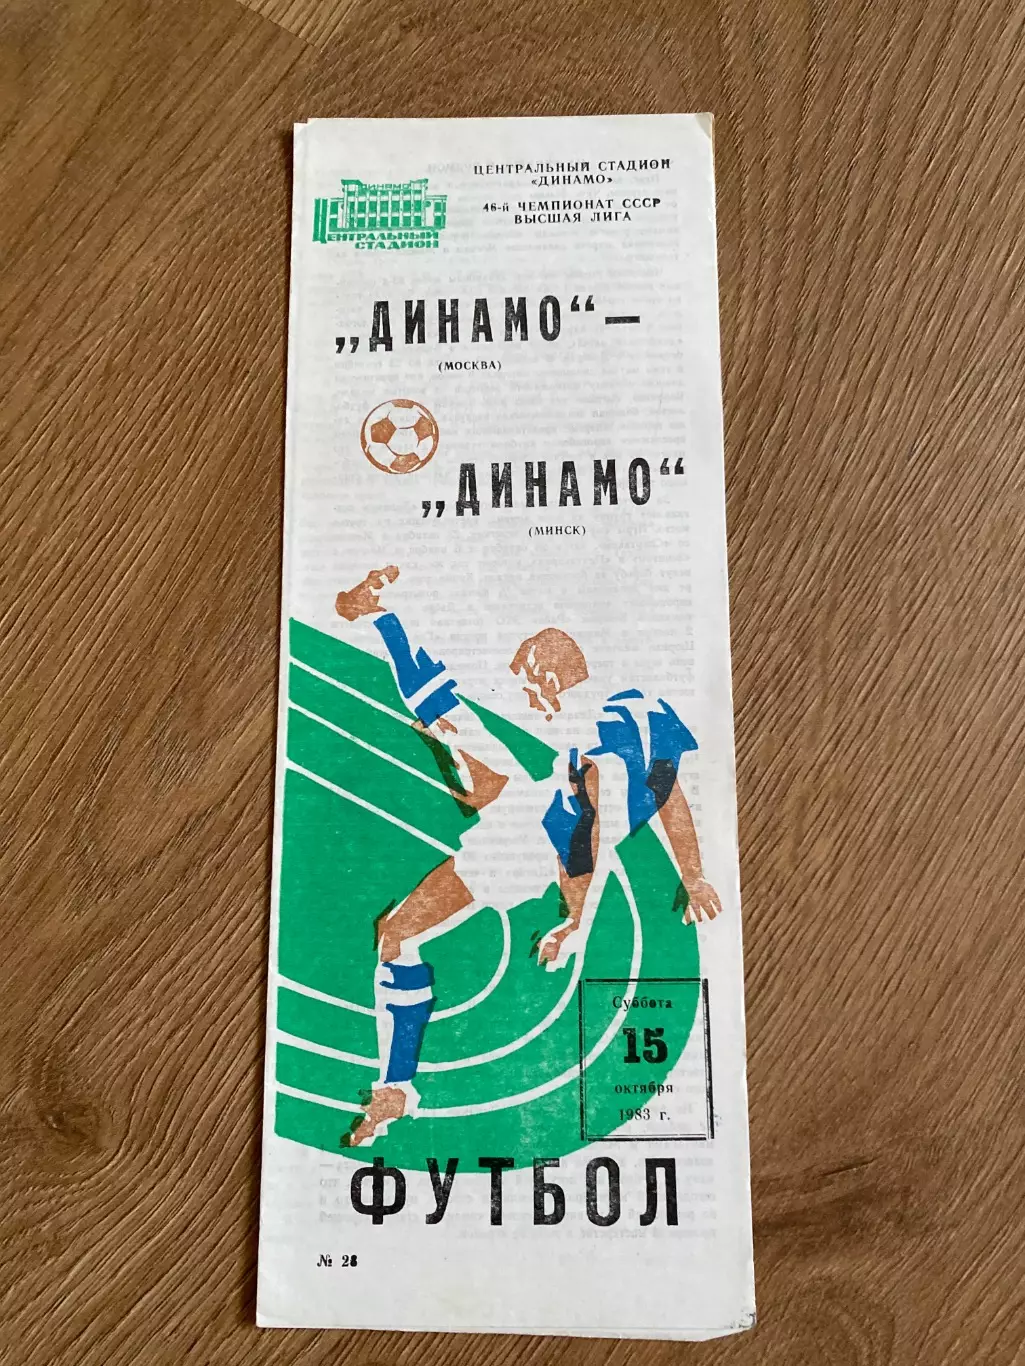 ЦЕНТРАЛЬНЫЙ СТАДИОН
«ДИНАМО»
46-й ЧЕМПИОНАТ СССР
ВЫСШАЯ ЛИГА
ДИНАМО
ЦЕНТРАЛЬНЫЙ
СТАДИОН
„ДИНАМО“ —
(МОСКВА)
„ДИНАМО“
(МИНСК)
Суббота
15
октября
1983 г.
ФУТБОЛ
№ 28